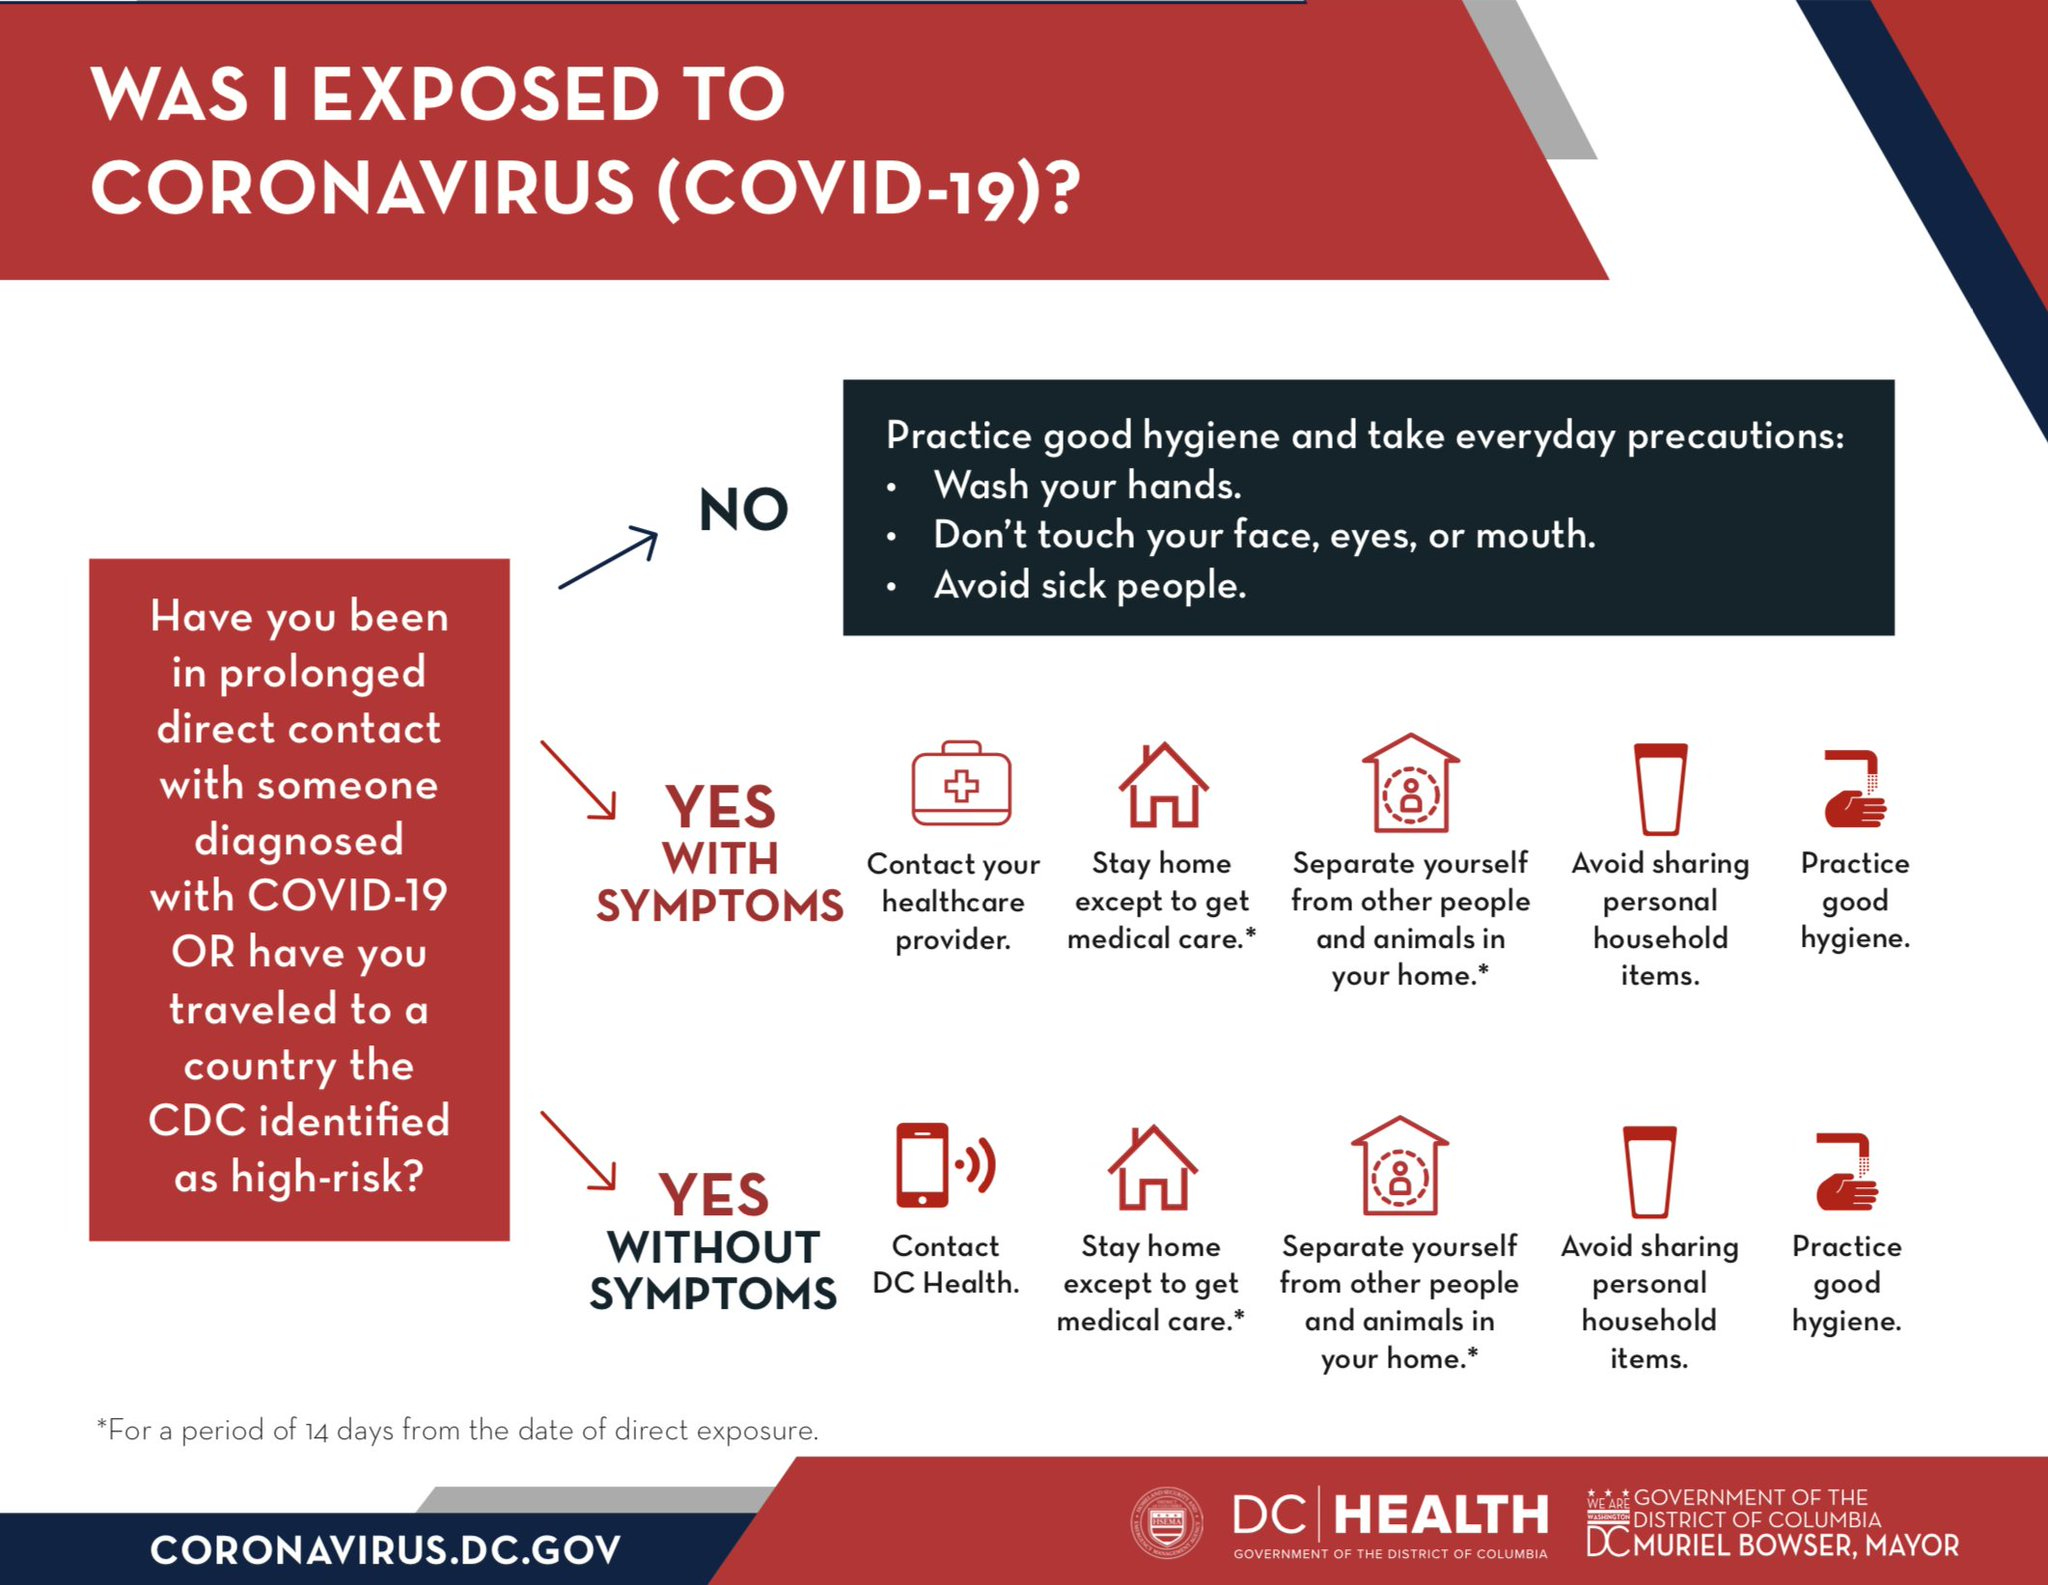 WAS I EXPOSED TO
CORONAVIRUS (COVID-19)?
Have you been
in prolonged
direct contact
with someone
diagnosed
with COVID-19
OR have you
traveled to a
country the
CDC identified
as high-risk?
NO
Practice good hygiene and take everyday precautions:
• Wash your hands.
• Don't touch your face, eyes, or mouth.
• Avoid sick people.
YES
WITH
SYMPTOMS
Contact your
healthcare
provider.
Stay home
except to get
medical care.*
Separate yourself
from other people
and animals in
your home.*
Avoid sharing
personal
household
items.
Practice
good
hygiene.
YES
WITHOUT
SYMPTOMS
Contact
DC Health.
Stay home
except to get
medical care.*
Separate yourself
from other people
and animals in
your home.*
Avoid sharing
personal
household
items.
Practice
good
hygiene.
*For a period of 14 days from the date of direct exposure.
CORONAVIRUS.DC.GOV
HSEMA
DC HEALTH
GOVERNMENT OF THE DISTRICT OF COLUMBIA
WE ARE
WASHINGTON
DC
GOVERNMENT OF THE
DISTRICT OF COLUMBIA
MURIEL BOWSER, MAYOR